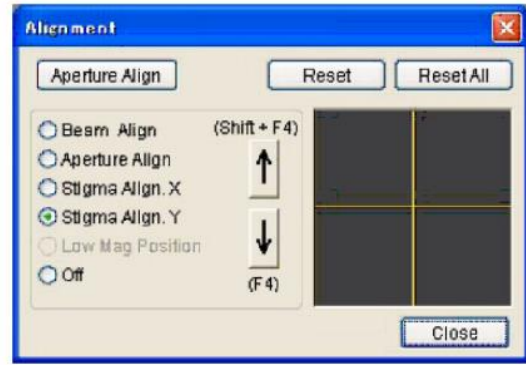 Alignment
Aperture Align
Reset
Reset All
Beam Align
(Shift + F4)
Aperture Align
Stigma Align. X
Stigma Align. Y
Low Mag Position
Off
(F4)
Close